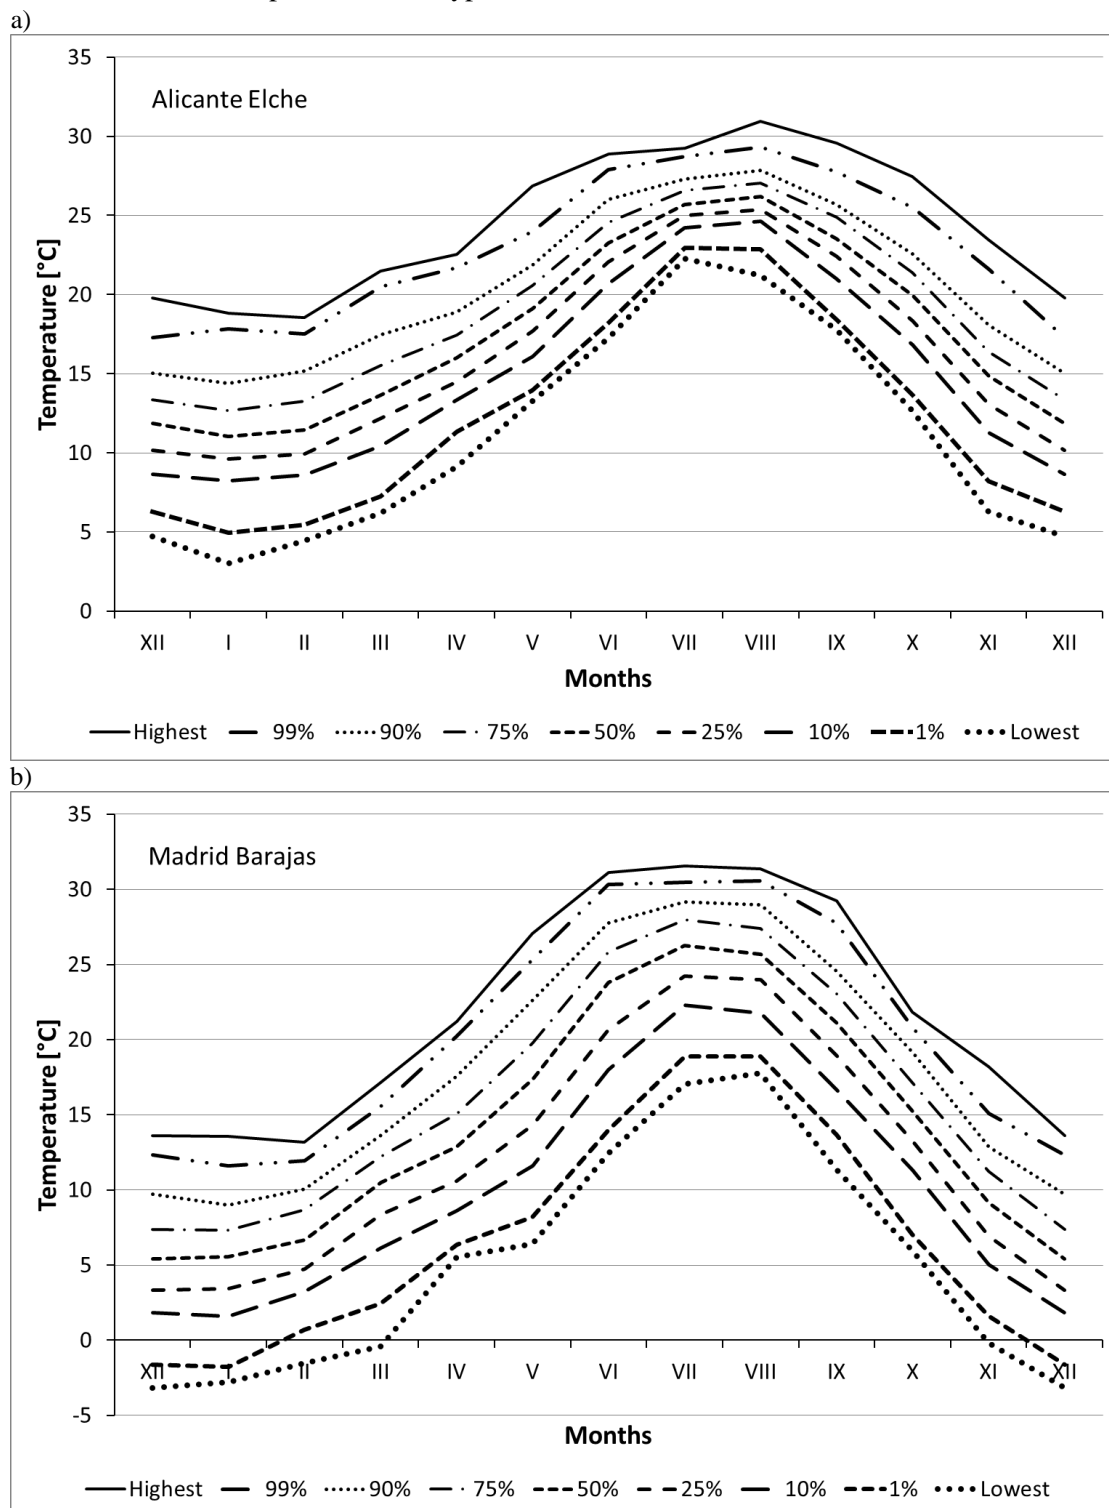 a)
Alicante Elche
Temperature [°C]
35
30
25
20
15
10
5
0
XII I II III IV V VI VII VIII IX X XI XII
Months
Highest 99% 90% 75% 50% 25% 10% 1% Lowest
b)
Madrid Barajas
Temperature [°C]
35
30
25
20
15
10
5
0
-5
XII I II III IV V VI VII VIII IX X XI XII
Months
Highest 99% 90% 75% 50% 25% 10% 1% Lowest